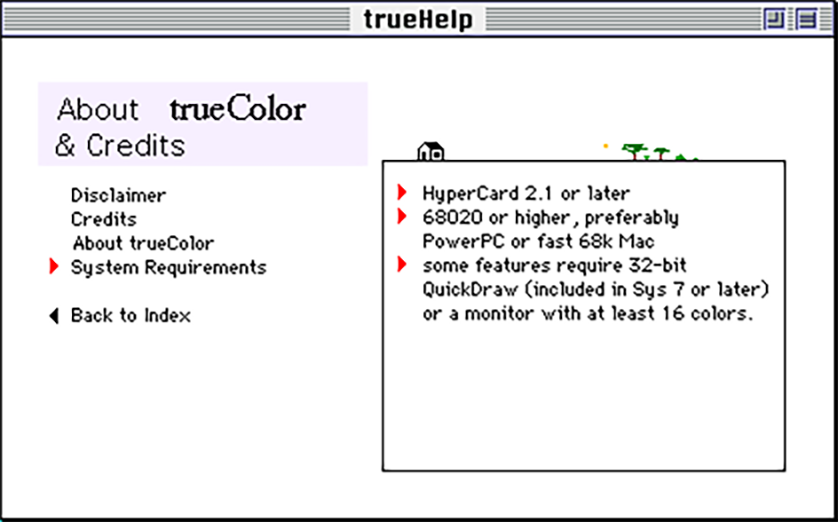 trueHelp
About trueColor
& Credits
Disclaimer
Credits
About trueColor
System Requirements
Back to Index
HyperCard 2.1 or later
68020 or higher, preferably
PowerPC or fast 68k Mac
some features require 32-bit
QuickDraw (included in Sys 7 or later)
or a monitor with at least 16 colors.